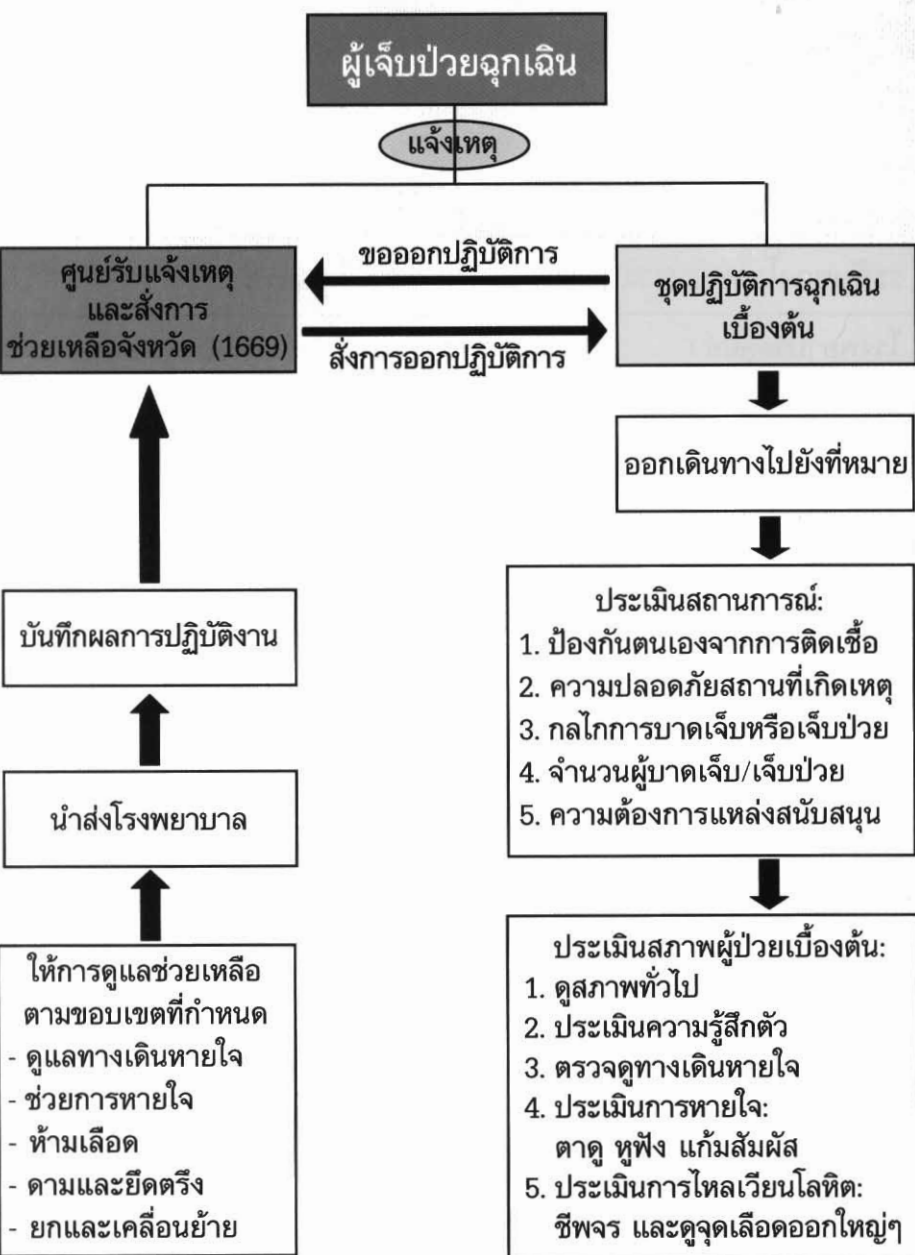 ผู้เจ็บป่วยฉุกเฉิน
แจ้งเหตุ
ศูนย์รับแจ้งเหตุ
และสั่งการ
ช่วยเหลือจังหวัด (1669)
ขอออกปฏิบัติการ
สั่งการออกปฏิบัติการ
ชุดปฏิบัติการฉุกเฉิน
เบื้องต้น
ออกเดินทางไปยังที่หมาย
ประเมินสถานการณ์:
1. ป้องกันตนเองจากการติดเชื้อ
2. ความปลอดภัยสถานที่เกิดเหตุ
3. กลไกการบาดเจ็บหรือเจ็บป่วย
4. จำนวนผู้บาดเจ็บ/เจ็บป่วย
5. ความต้องการแหล่งสนับสนุน
ประเมินสภาพผู้ป่วยเบื้องต้น:
1. ดูสภาพทั่วไป
2. ประเมินความรู้สึกตัว
3. ตรวจดูทางเดินหายใจ
4. ประเมินการหายใจ:
ตาดู หูฟัง แก้มสัมผัส
5. ประเมินการไหลเวียนโลหิต:
ชีพจร และดูจุดเลือดออกใหญ่ๆ
ให้การดูแลช่วยเหลือ
ตามขอบเขตที่กำหนด
- ดูแลทางเดินหายใจ
- ช่วยการหายใจ
- ห้ามเลือด
- ดามและยึดตรึง
- ยกและเคลื่อนย้าย
นำส่งโรงพยาบาล
บันทึกผลการปฏิบัติงาน